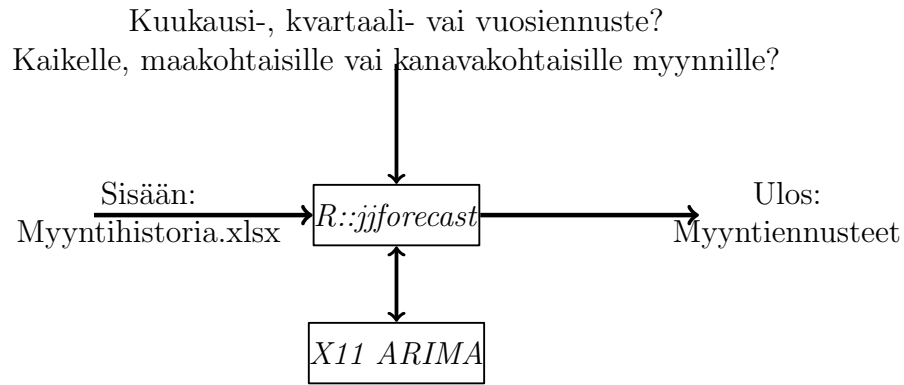 Kuukausi-, kvartaali- vai vuosiennuste?
Kaikelle, maakohtaisille vai kanavakohtaisille myynnille?
Sisään:
Myyntihistoria.xlsx
R::jjforecast
Ulos:
Myyntiennusteet
X11 ARIMA